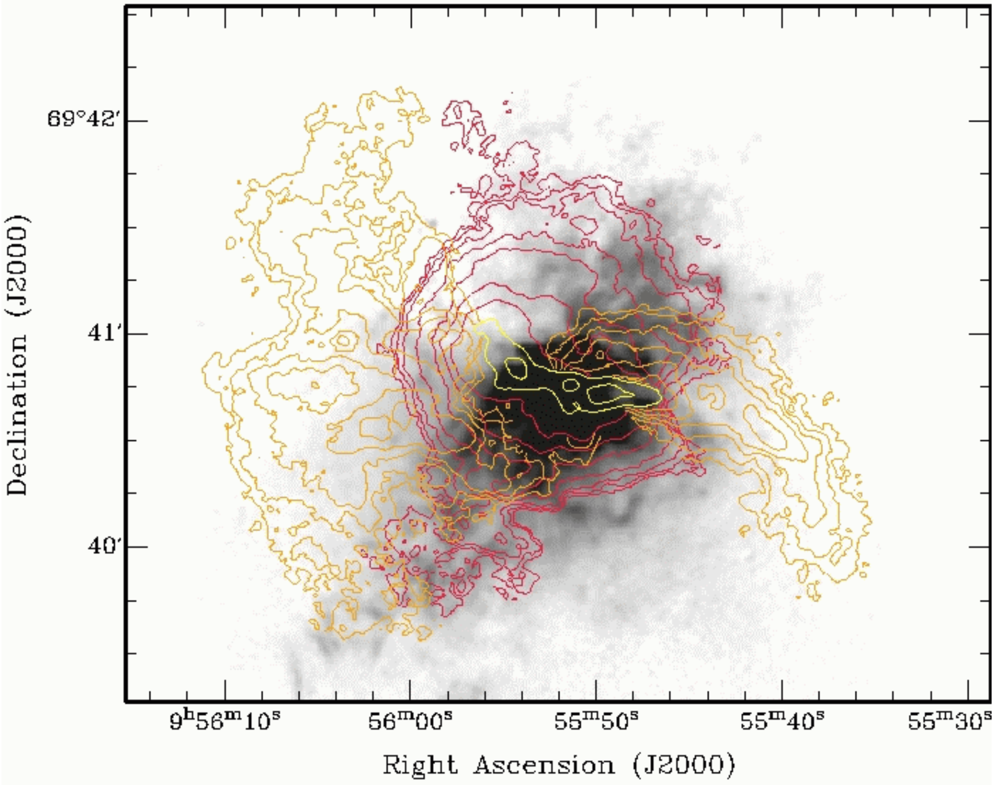 Declination (J2000)
69°42′
41′
40′
9ʰ56ᵐ10ˢ 56ᵐ00ˢ 55ᵐ50ˢ 55ᵐ40ˢ 55ᵐ30ˢ
Right Ascension (J2000)